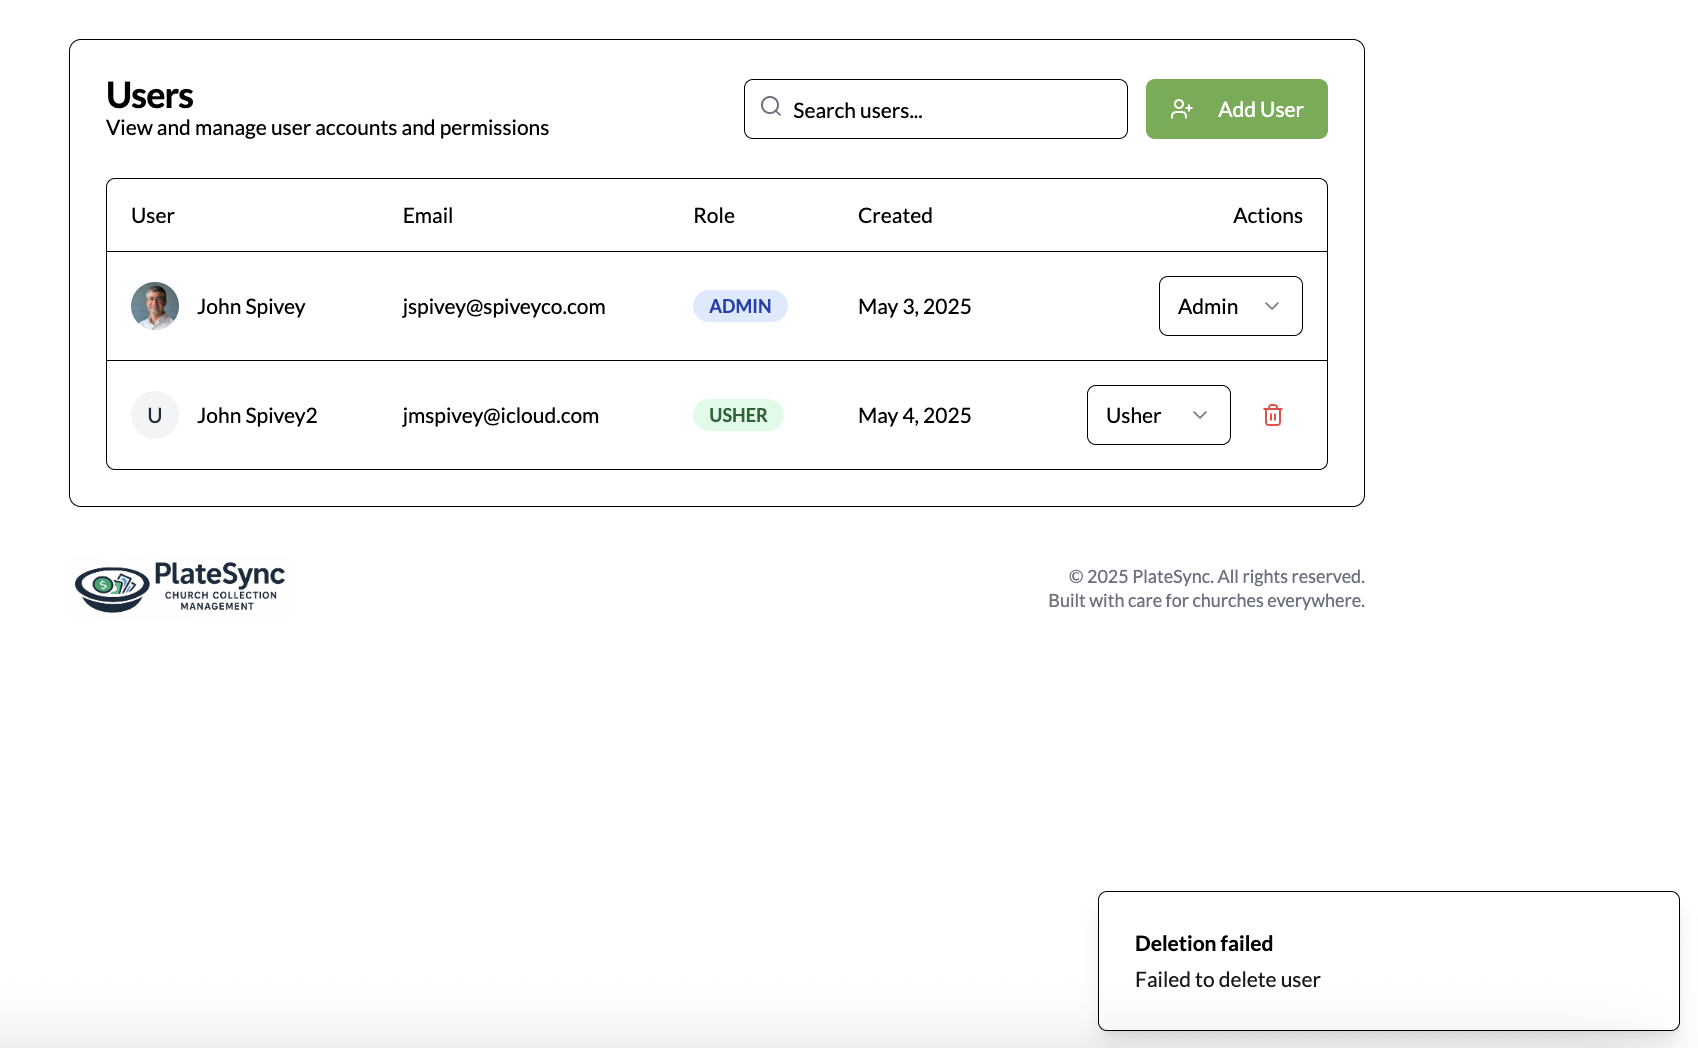 Users
View and manage user accounts and permissions
Search users...
Add User
User Email Role Created Actions
John Spivey jspivey@spiveyco.com ADMIN May 3, 2025 Admin
U John Spivey2 jmspivey@icloud.com USHER May 4, 2025 Usher
$
PlateSync
CHURCH COLLECTION
MANAGEMENT
© 2025 PlateSync. All rights reserved.
Built with care for churches everywhere.
Deletion failed
Failed to delete user